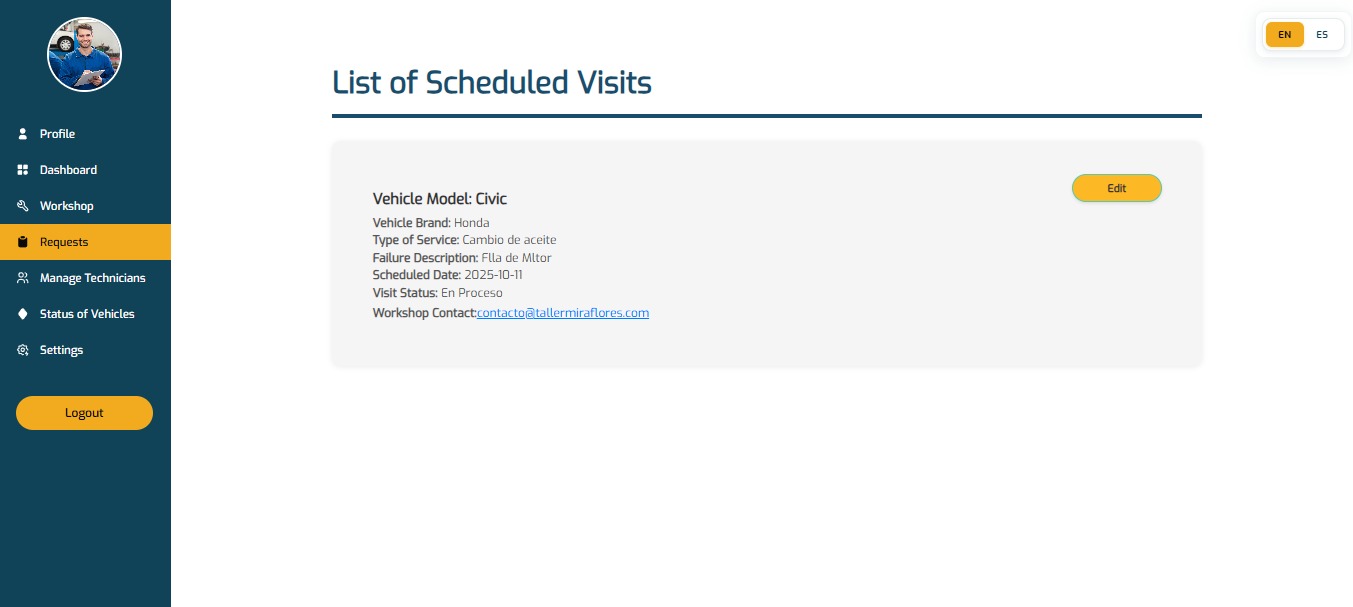 EN
ES
List of Scheduled Visits
Profile
Dashboard
Workshop
Requests
Manage Technicians
Status of Vehicles
Settings
Logout
Edit
Vehicle Model: Civic
Vehicle Brand: Honda
Type of Service: Cambio de aceite
Failure Description: Flla de Mltor
Scheduled Date: 2025-10-11
Visit Status: En Proceso
Workshop Contact:contacto@tallermiraflores.com